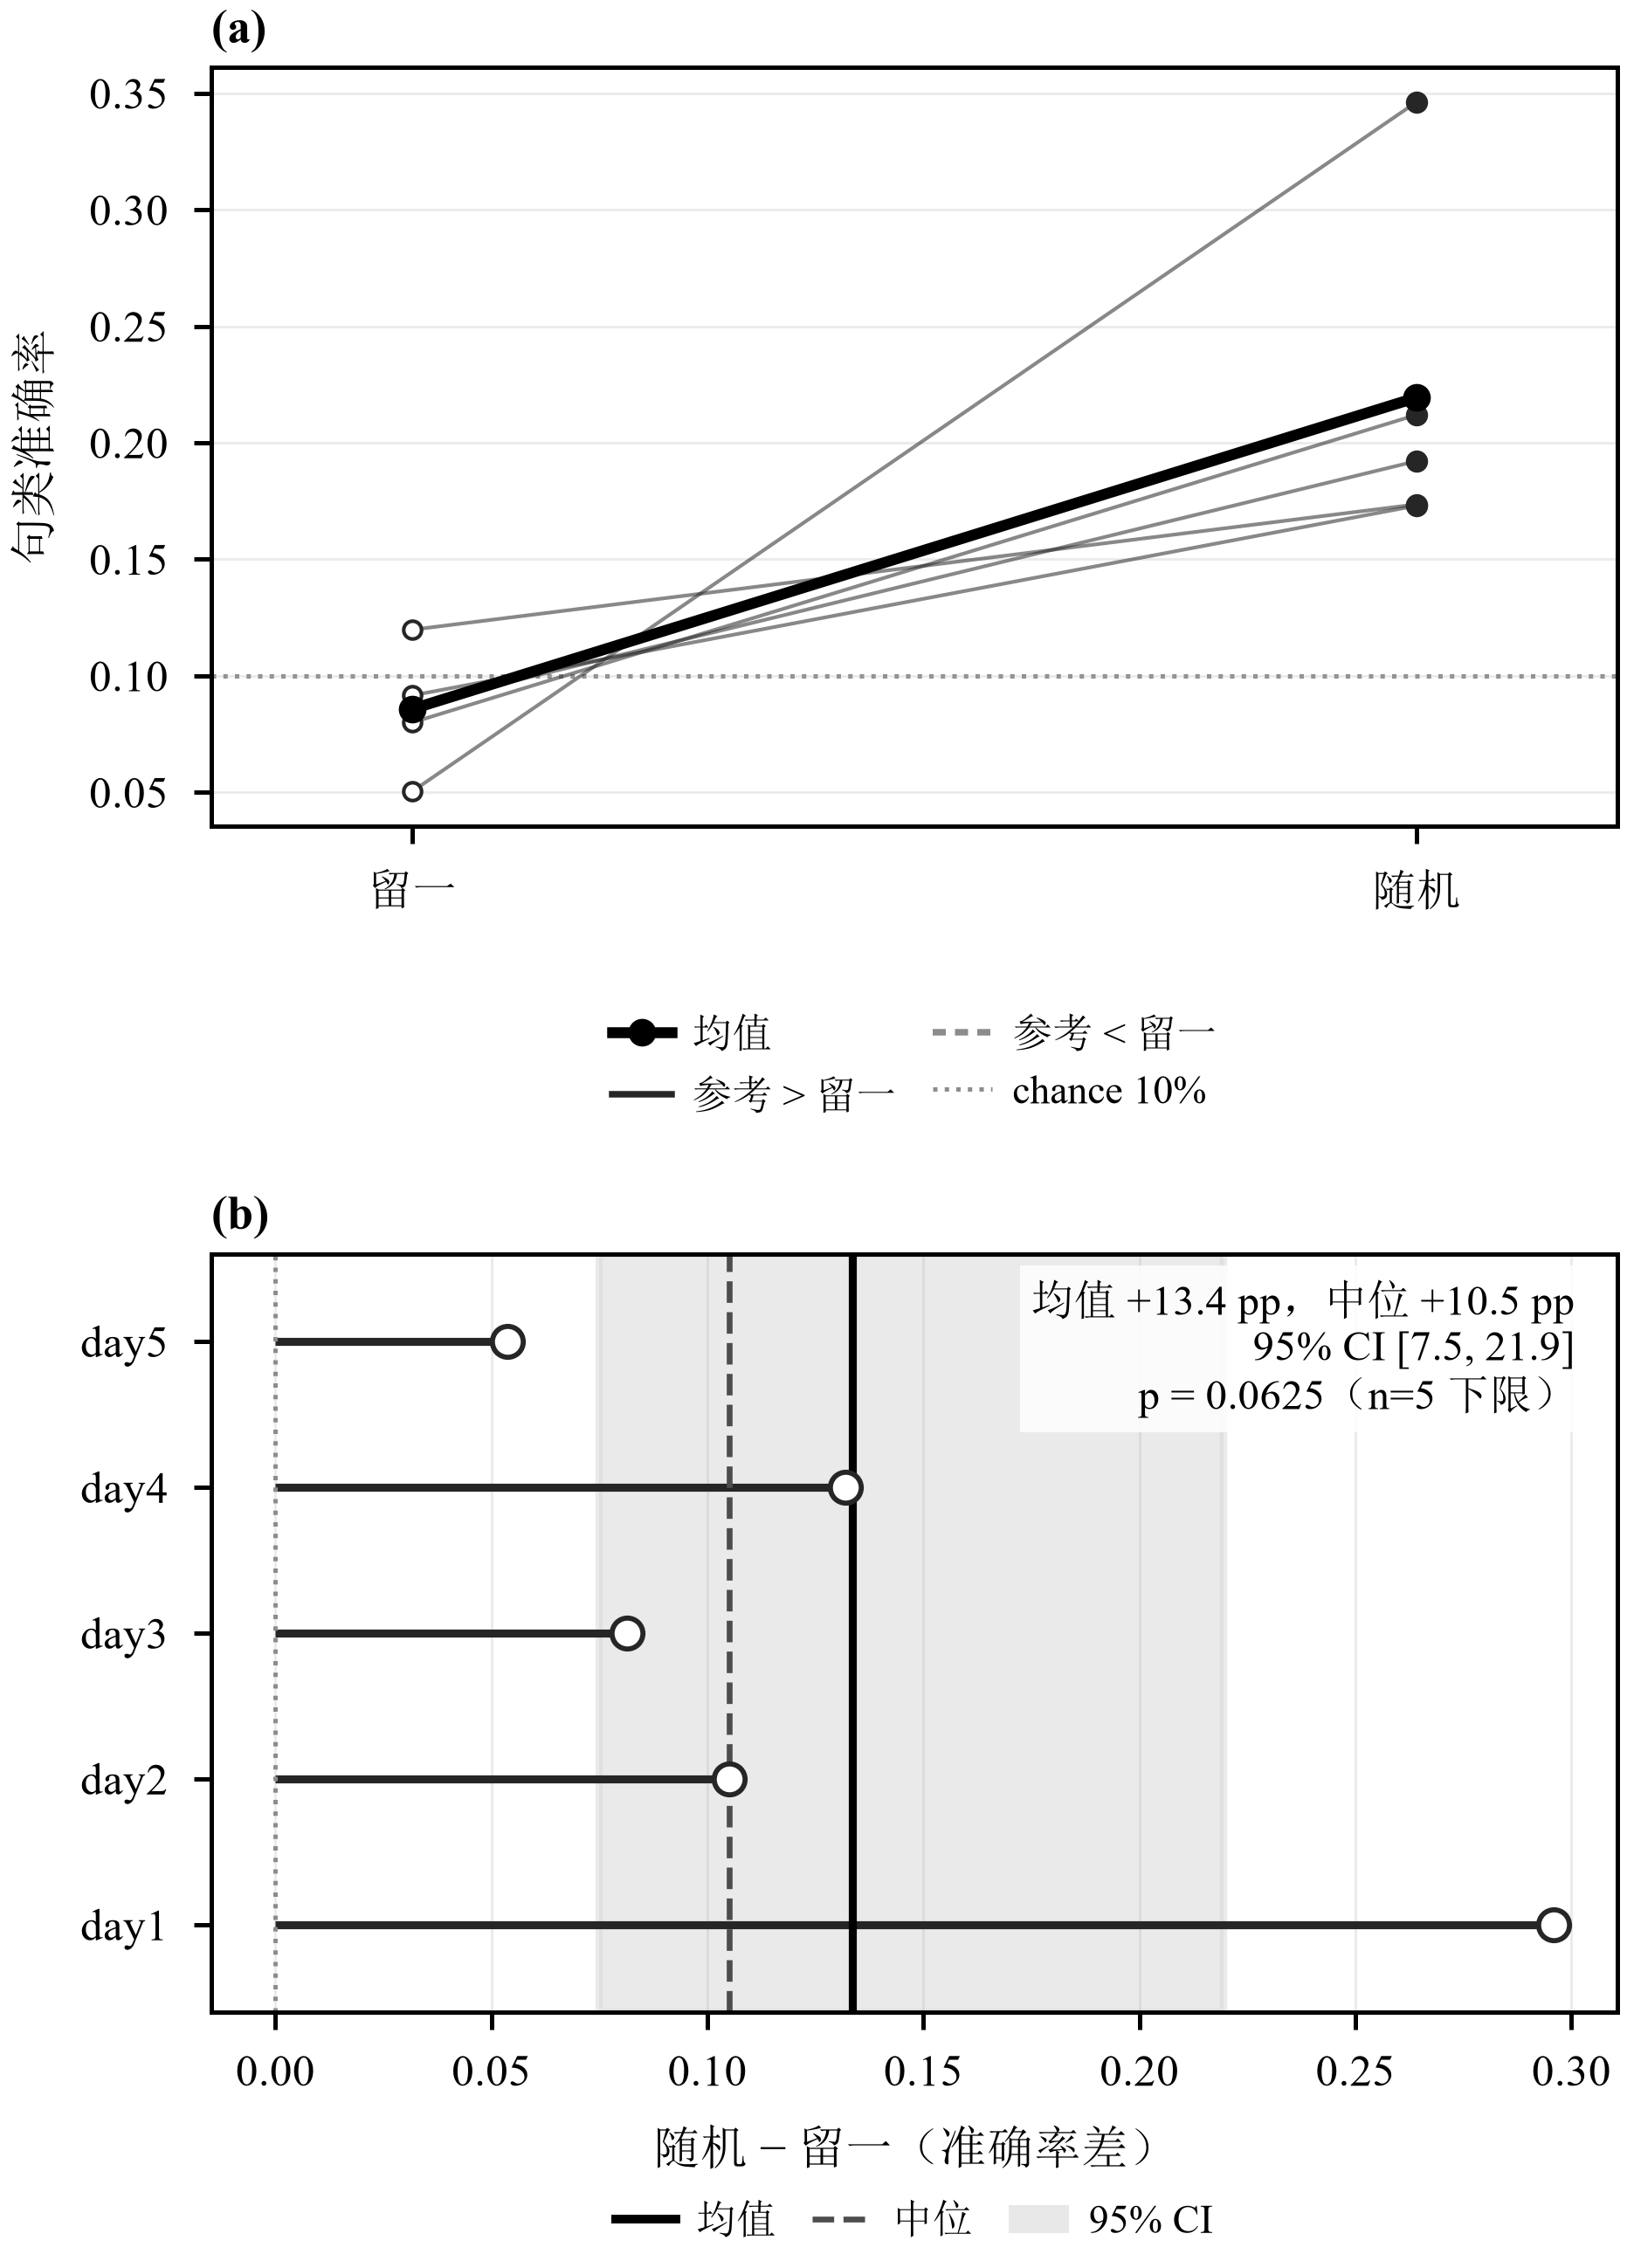 (a)
句类准确率
0.35
0.30
0.25
0.20
0.15
0.10
0.05
留一
随机
均值
参考 < 留一
参考 > 留一
chance 10%
(b)
均值 +13.4 pp，中位 +10.5 pp
95% CI [7.5, 21.9]
p = 0.0625（n=5 下限）
day5
day4
day3
day2
day1
0.00
0.05
0.10
0.15
0.20
0.25
0.30
随机 − 留一（准确率差）
均值
中位
95% CI